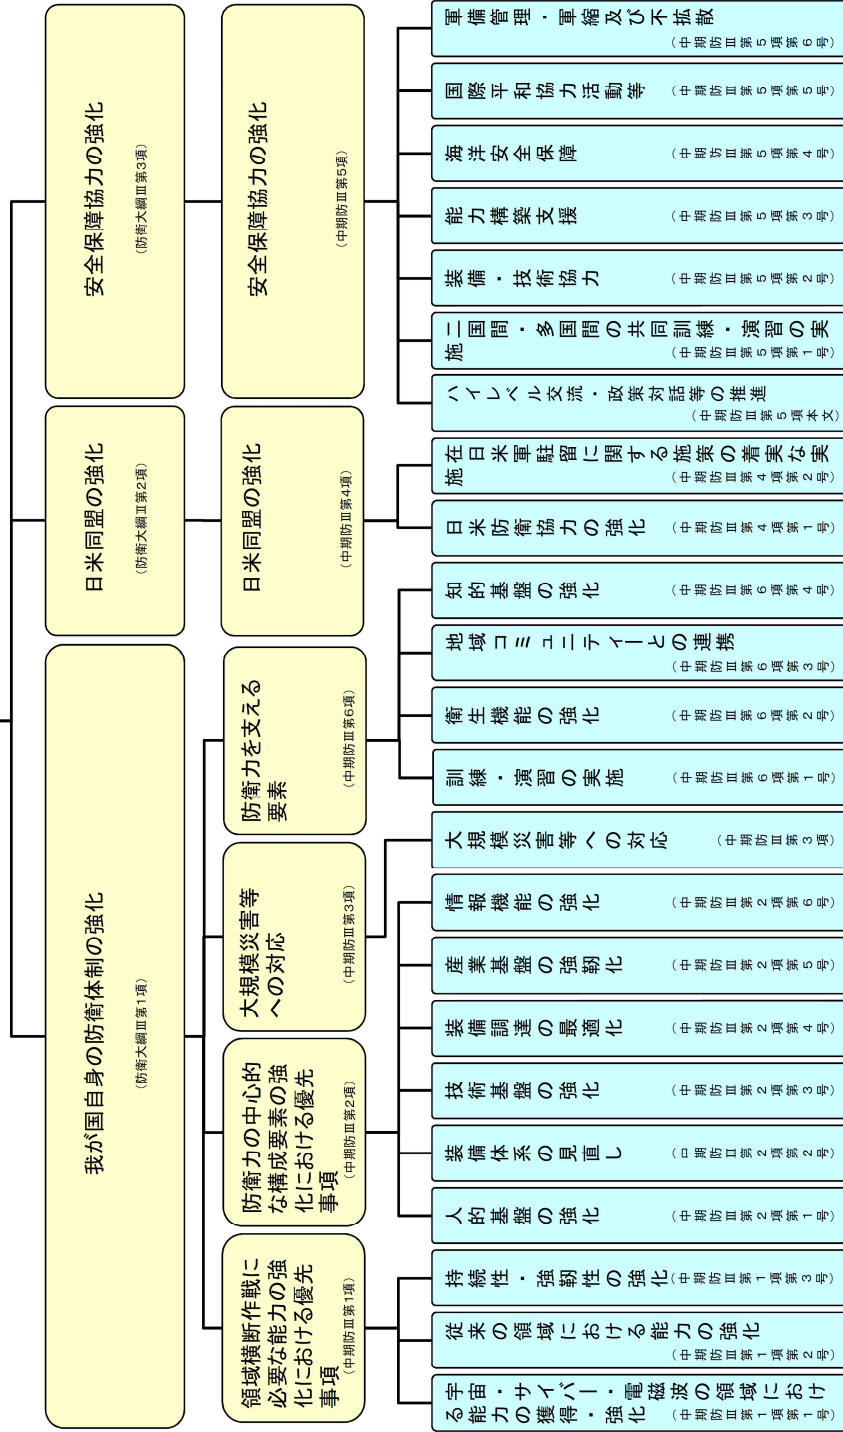 我が国自身の防衛体制の強化
(防衛大綱Ⅲ第1項)
日米同盟の強化
(防衛大綱Ⅲ第2項)
安全保障協力の強化
(防衛大綱Ⅲ第3項)
領域横断作戦に
必要な能力の強
化における優先
事項
(中期防Ⅲ第1項)
防衛力の中心的
な構成要素の強
化における優先
事項
(中期防Ⅲ第2項)
大規模災害等
への対応
(中期防Ⅲ第3項)
防衛力を支える
要素
(中期防Ⅲ第6項)
日米同盟の強化
(中期防Ⅲ第4項)
安全保障協力の強化
(中期防Ⅲ第5項)
宇宙・サイバー・電磁波の領域におけ
る能力の獲得・強化
(中期防Ⅲ第1項第1号)
従来の領域における能力の強化
(中期防Ⅲ第1項第2号)
持続性・強靭性の強化
(中期防Ⅲ第1項第3号)
人的基盤の強化
(中期防Ⅲ第2項第1号)
装備体系の見直し
(中期防Ⅲ第2項第2号)
技術基盤の強化
(中期防Ⅲ第2項第3号)
装備調達の最適化
(中期防Ⅲ第2項第4号)
産業基盤の強靭化
(中期防Ⅲ第2項第5号)
情報機能の強化
(中期防Ⅲ第2項第6号)
大規模災害等への対応
(中期防Ⅲ第3項)
訓練・演習の実施
(中期防Ⅲ第6項第1号)
衛生機能の強化
(中期防Ⅲ第6項第2号)
地域コミュニティーとの連携
(中期防Ⅲ第6項第3号)
知的基盤の強化
(中期防Ⅲ第6項第4号)
日米防衛協力の強化
(中期防Ⅲ第4項第1号)
在日米軍駐留に関する施策の着実な実
施
(中期防Ⅲ第4項第2号)
ハイレベル交流・政策対話等の推進
(中期防Ⅲ第5項本文)
二国間・多国間の共同訓練・演習の実
施
(中期防Ⅲ第5項第1号)
装備・技術協力
(中期防Ⅲ第5項第2号)
能力構築支援
(中期防Ⅲ第5項第3号)
海洋安全保障
(中期防Ⅲ第5項第4号)
国際平和協力活動等
(中期防Ⅲ第5項第5号)
軍備管理・軍縮及び不拡散
(中期防Ⅲ第5項第6号)